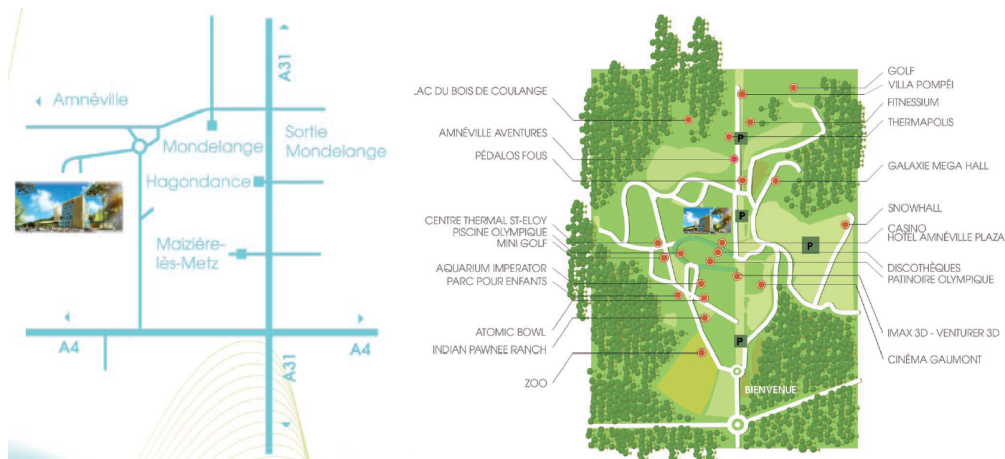 A31
Amnéville
Sortie
Mondelange
Mondelange
Hagondance
Maizière-
lès-Metz
A4
A4
A31
LAC DU BOIS DE COULANGE
AMNÉVILLE AVENTURES
PÉDALOS FOUS
CENTRE THERMAL ST-ELOY
PISCINE OLYMPIQUE
MINI GOLF
AQUARIUM IMPERATOR
PARC POUR ENFANTS
ATOMIC BOWL
INDIAN PAWNEE RANCH
ZOO
P
P
P
P
BIENVENUE
GOLF
VILLA POMPÉI
FITNESSIUM
THERMAPOLIS
GALAXIE MEGA HALL
SNOWHALL
CASINO
HOTEL AMNÉVILLE PLAZA
DISCOTHÈQUES
PATINOIRE OLYMPIQUE
IMAX 3D - VENTURER 3D
CINÉMA GAUMONT